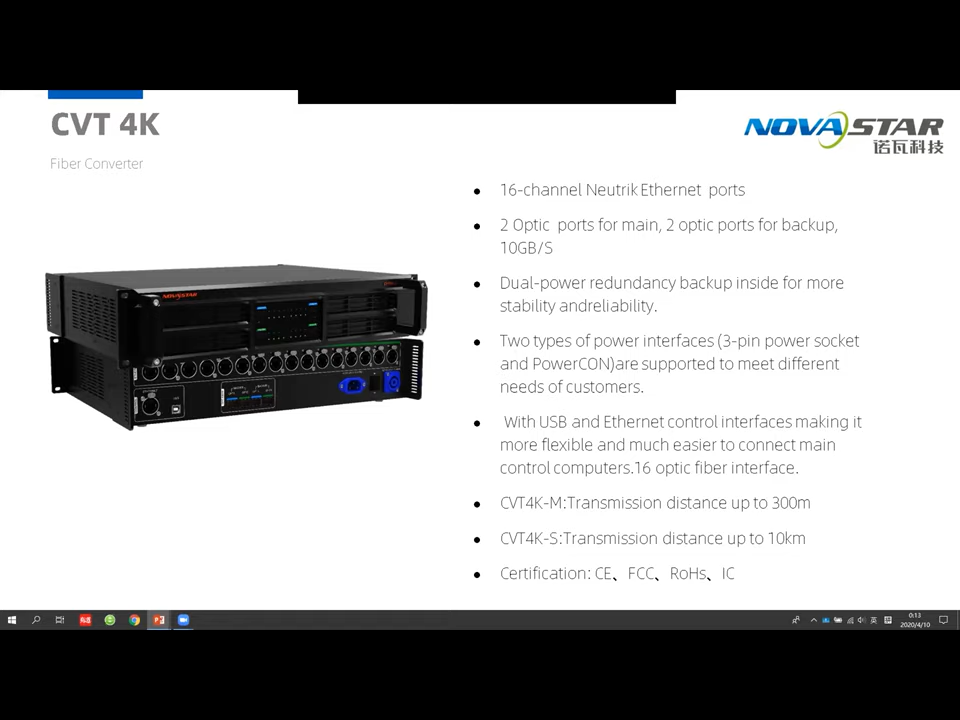 CVT 4K
Fiber Converter
NOVASTAR
诺瓦科技
16-channel Neutrik Ethernet ports
2 Optic ports for main, 2 optic ports for backup,
10GB/S
Dual-power redundancy backup inside for more
stability andreliability.
Two types of power interfaces (3-pin power socket
and PowerCON)are supported to meet different
needs of customers.
With USB and Ethernet control interfaces making it
more flexible and much easier to connect main
control computers.16 optic fiber interface.
CVT4K-M:Transmission distance up to 300m
CVT4K-S:Transmission distance up to 10km
Certification: CE、FCC、RoHs、IC
NOVASTAR
英
0:13
2020/4/10